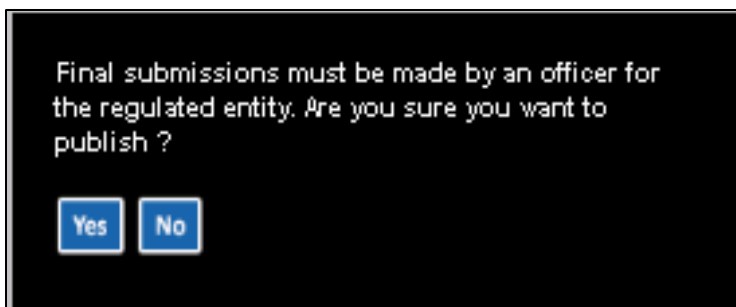 Final submissions must be made by an officer for
the regulated entity. Are you sure you want to
publish ?
Yes No